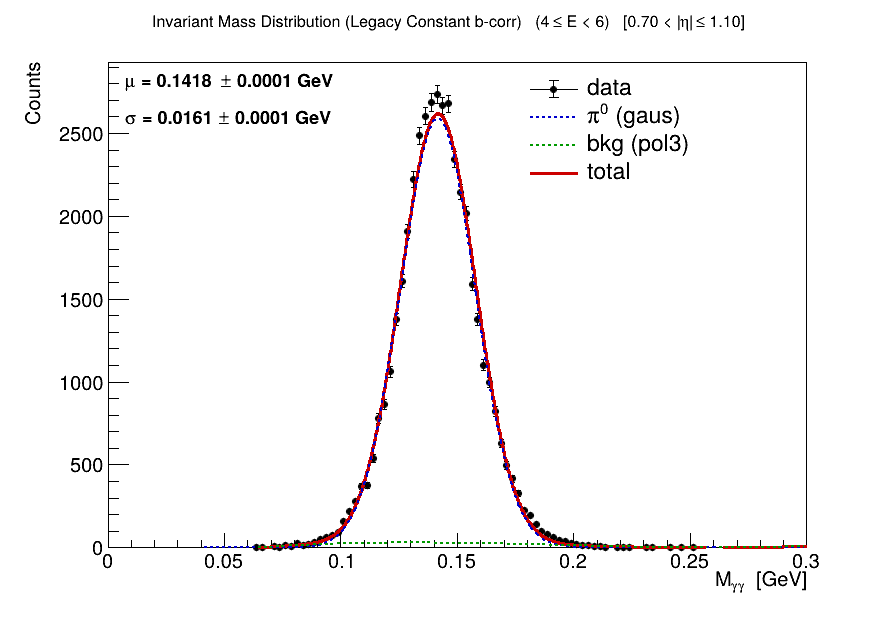 Invariant Mass Distribution (Legacy Constant b-corr) (4 ≤ E < 6) [0.70 < |η| ≤ 1.10]
Counts
μ = 0.1418 ± 0.0001 GeV
σ = 0.0161 ± 0.0001 GeV
data
π⁰ (gaus)
bkg (pol3)
total
2500
2000
1500
1000
500
0
0 0.05 0.1 0.15 0.2 0.25 0.3
Mγγ [GeV]